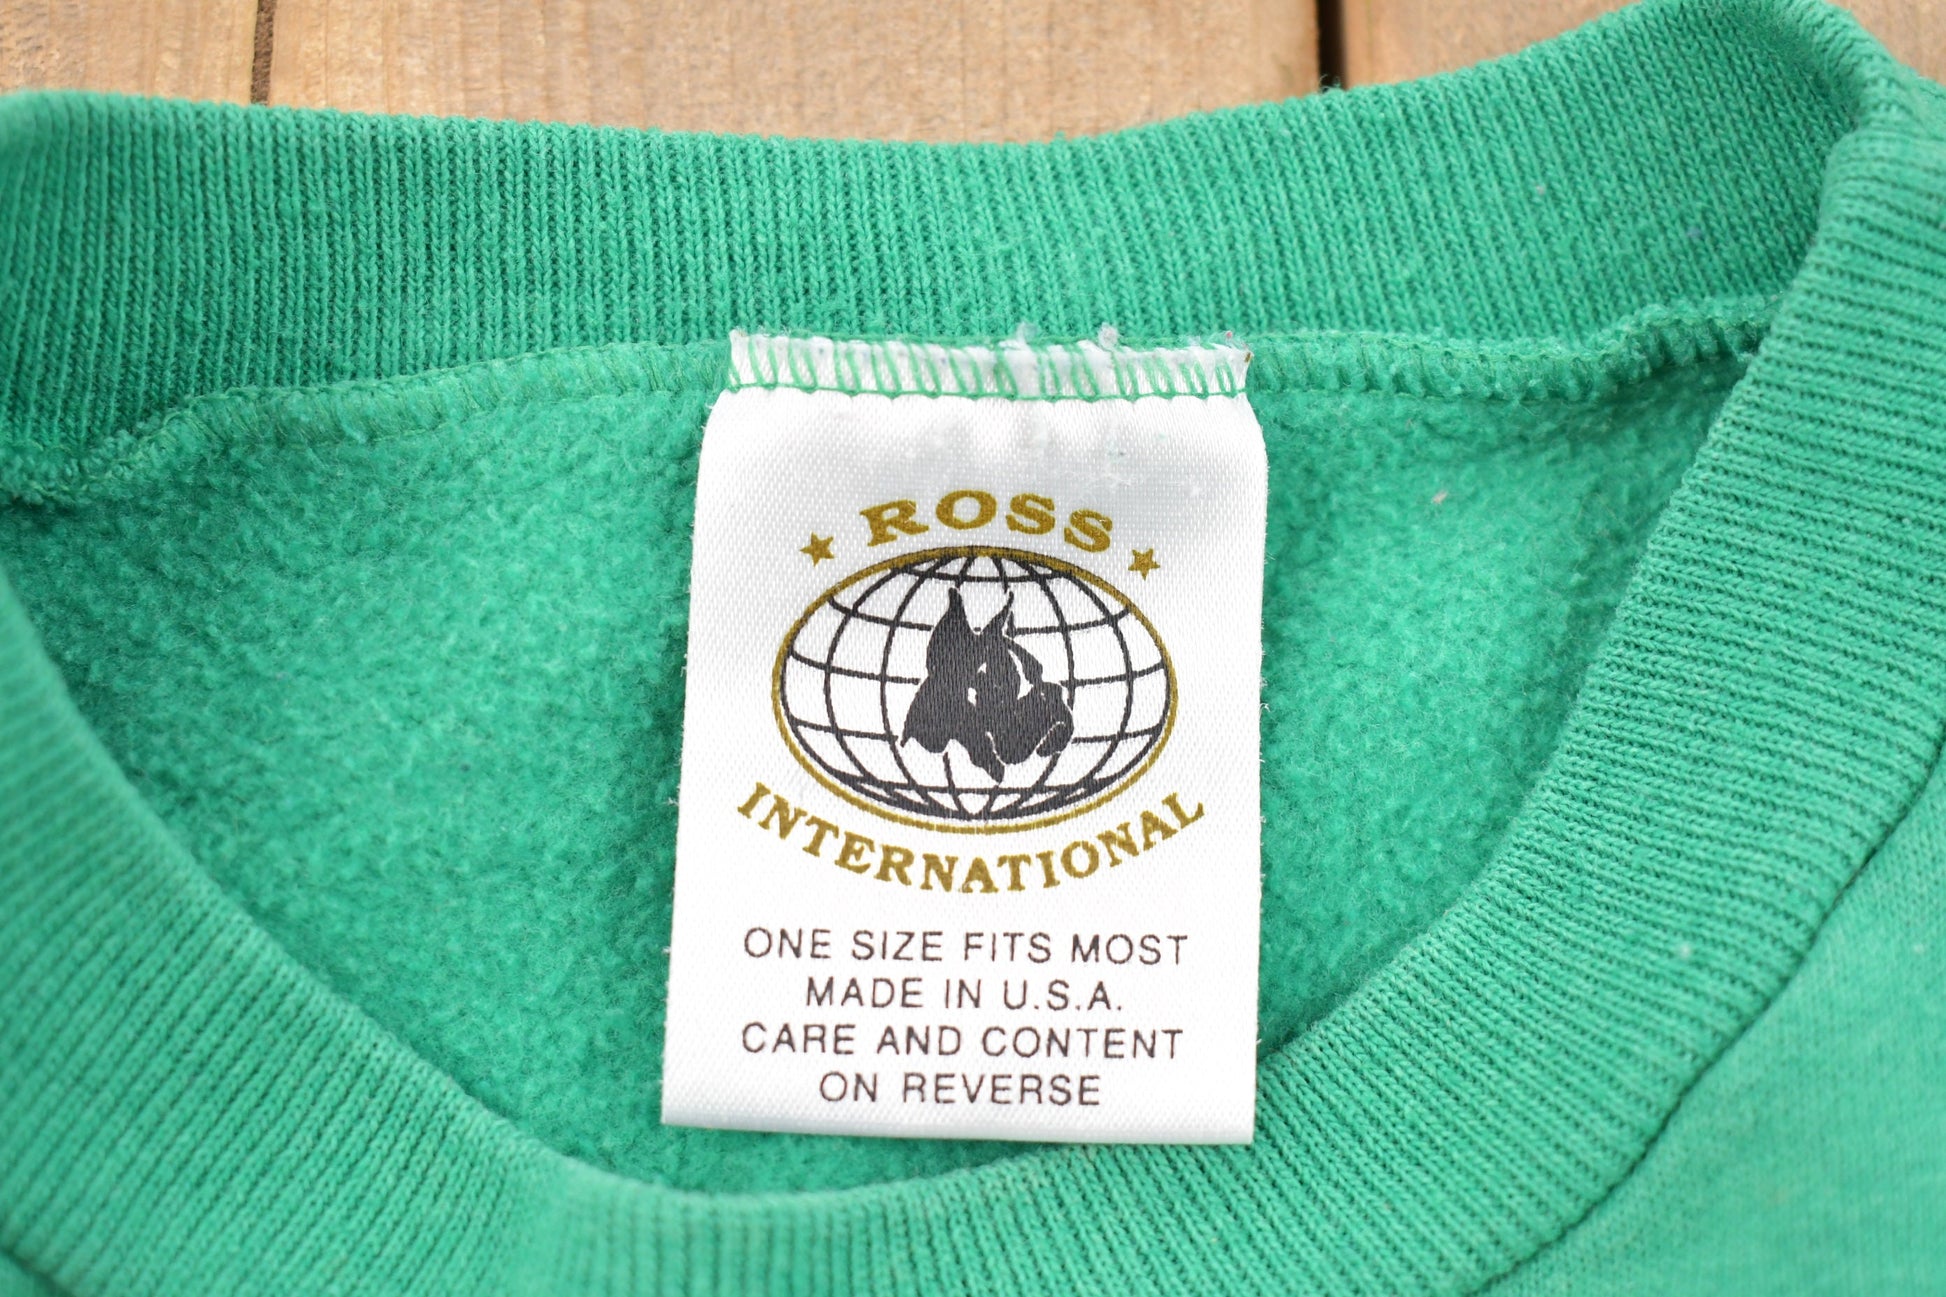 ROSS
INTERNATIONAL
ONE SIZE FITS MOST
MADE IN U.S.A.
CARE AND CONTENT
ON REVERSE